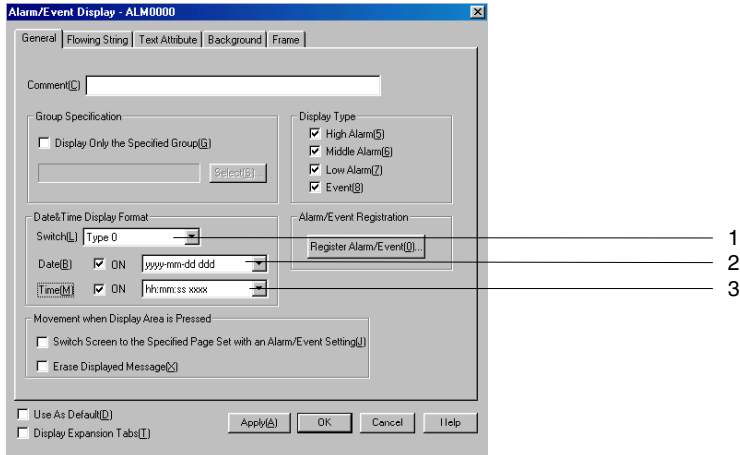 Alarm/Event Display - ALM0000
General Flowing String Text Attribute Background Frame
Comment(C)
Group Specification
Display Only the Specified Group(G)
Select(S)...
Display Type
High Alarm(5)
Middle Alarm(6)
Low Alarm(7)
Event(8)
Date&Time Display Format
Switch(L) Type 0
Date(B) ON yyyy-mm-dd ddd
Time(M) ON hh:mm:ss xxxx
Alarm/Event Registration
Register Alarm/Event(0)...
1
2
3
Movement when Display Area is Pressed
Switch Screen to the Specified Page Set with an Alarm/Event Setting(J)
Erase Displayed Message(X)
Use As Default(D)
Display Expansion Tabs(T)
Apply(A) OK Cancel Help